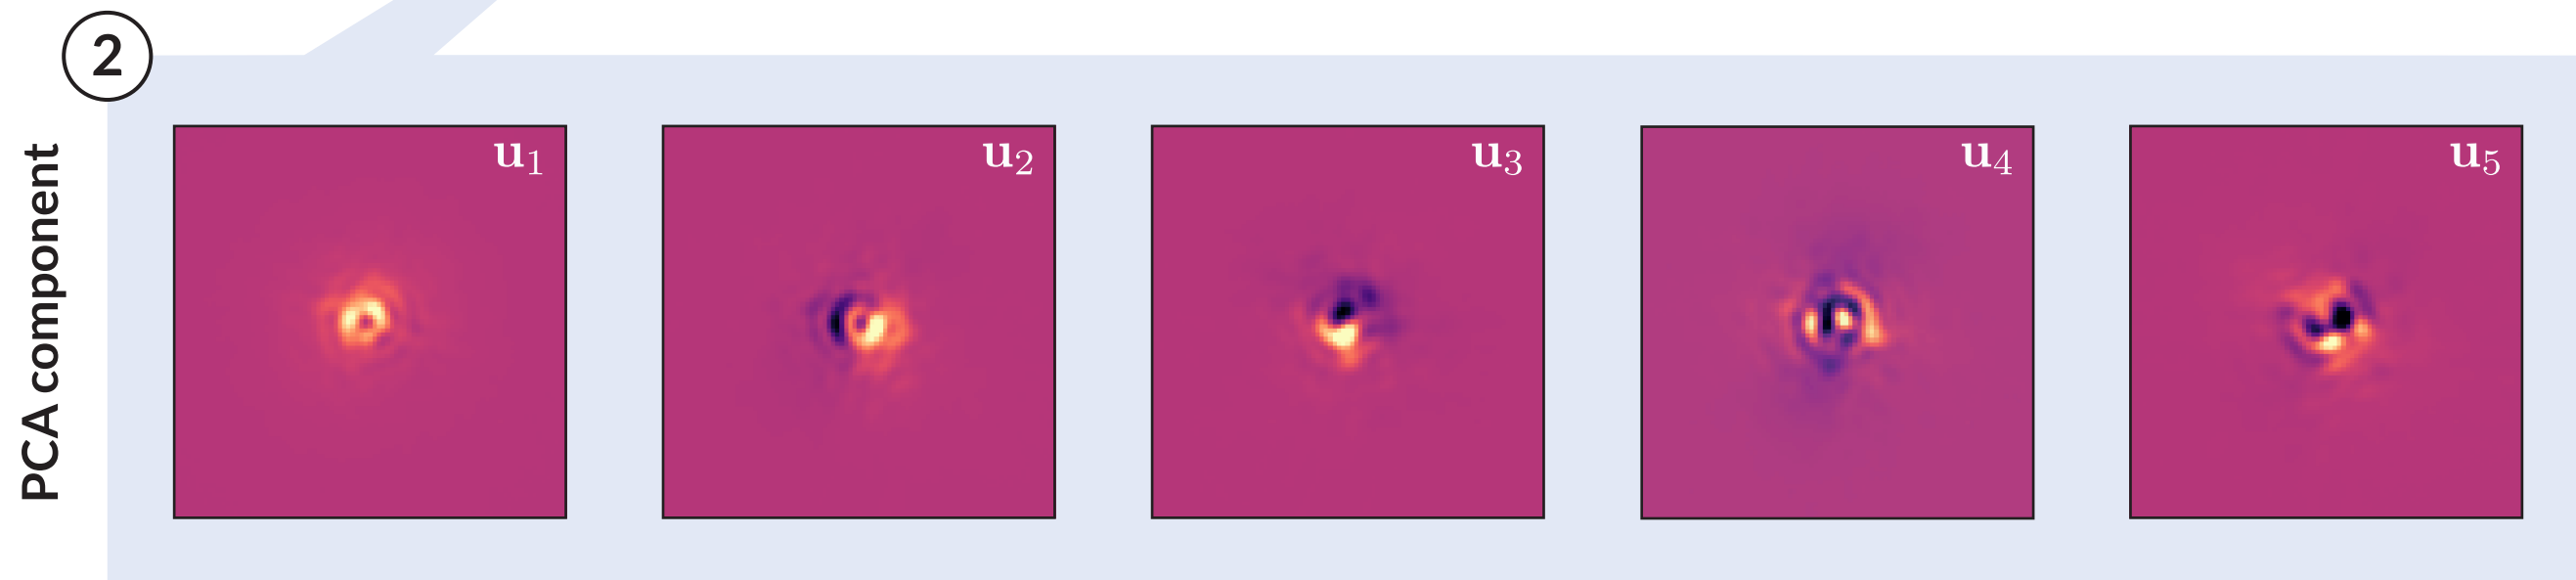 2
PCA component
u₁
u₂
u₃
u₄
u₅